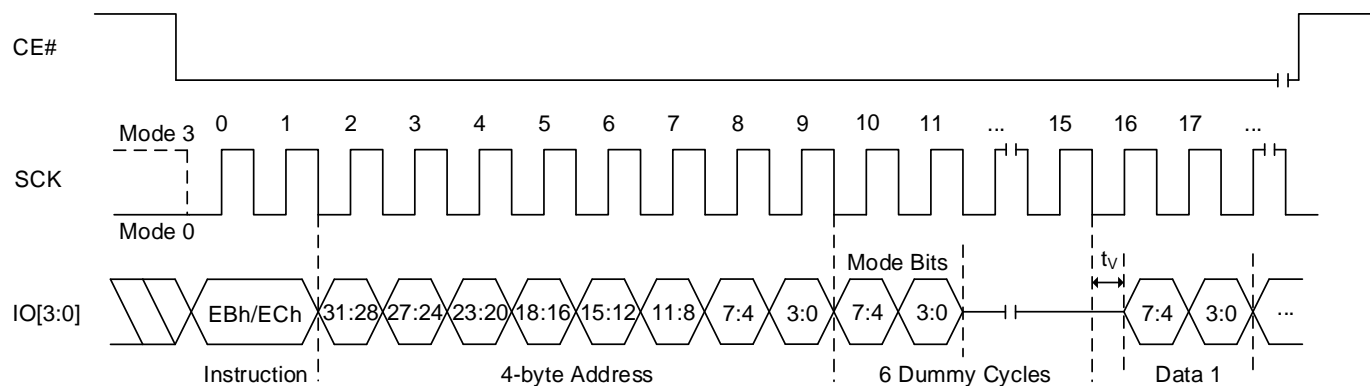 CE#
0 1 2 3 4 5 6 7 8 9 10 11 ... 15 16 17 ...
Mode 3
SCK
Mode 0
Mode Bits tV
IO[3:0] EBh/ECh 31:28 27:24 23:20 18:16 15:12 11:8 7:4 3:0 7:4 3:0 7:4 3:0 ...
Instruction 4-byte Address 6 Dummy Cycles Data 1